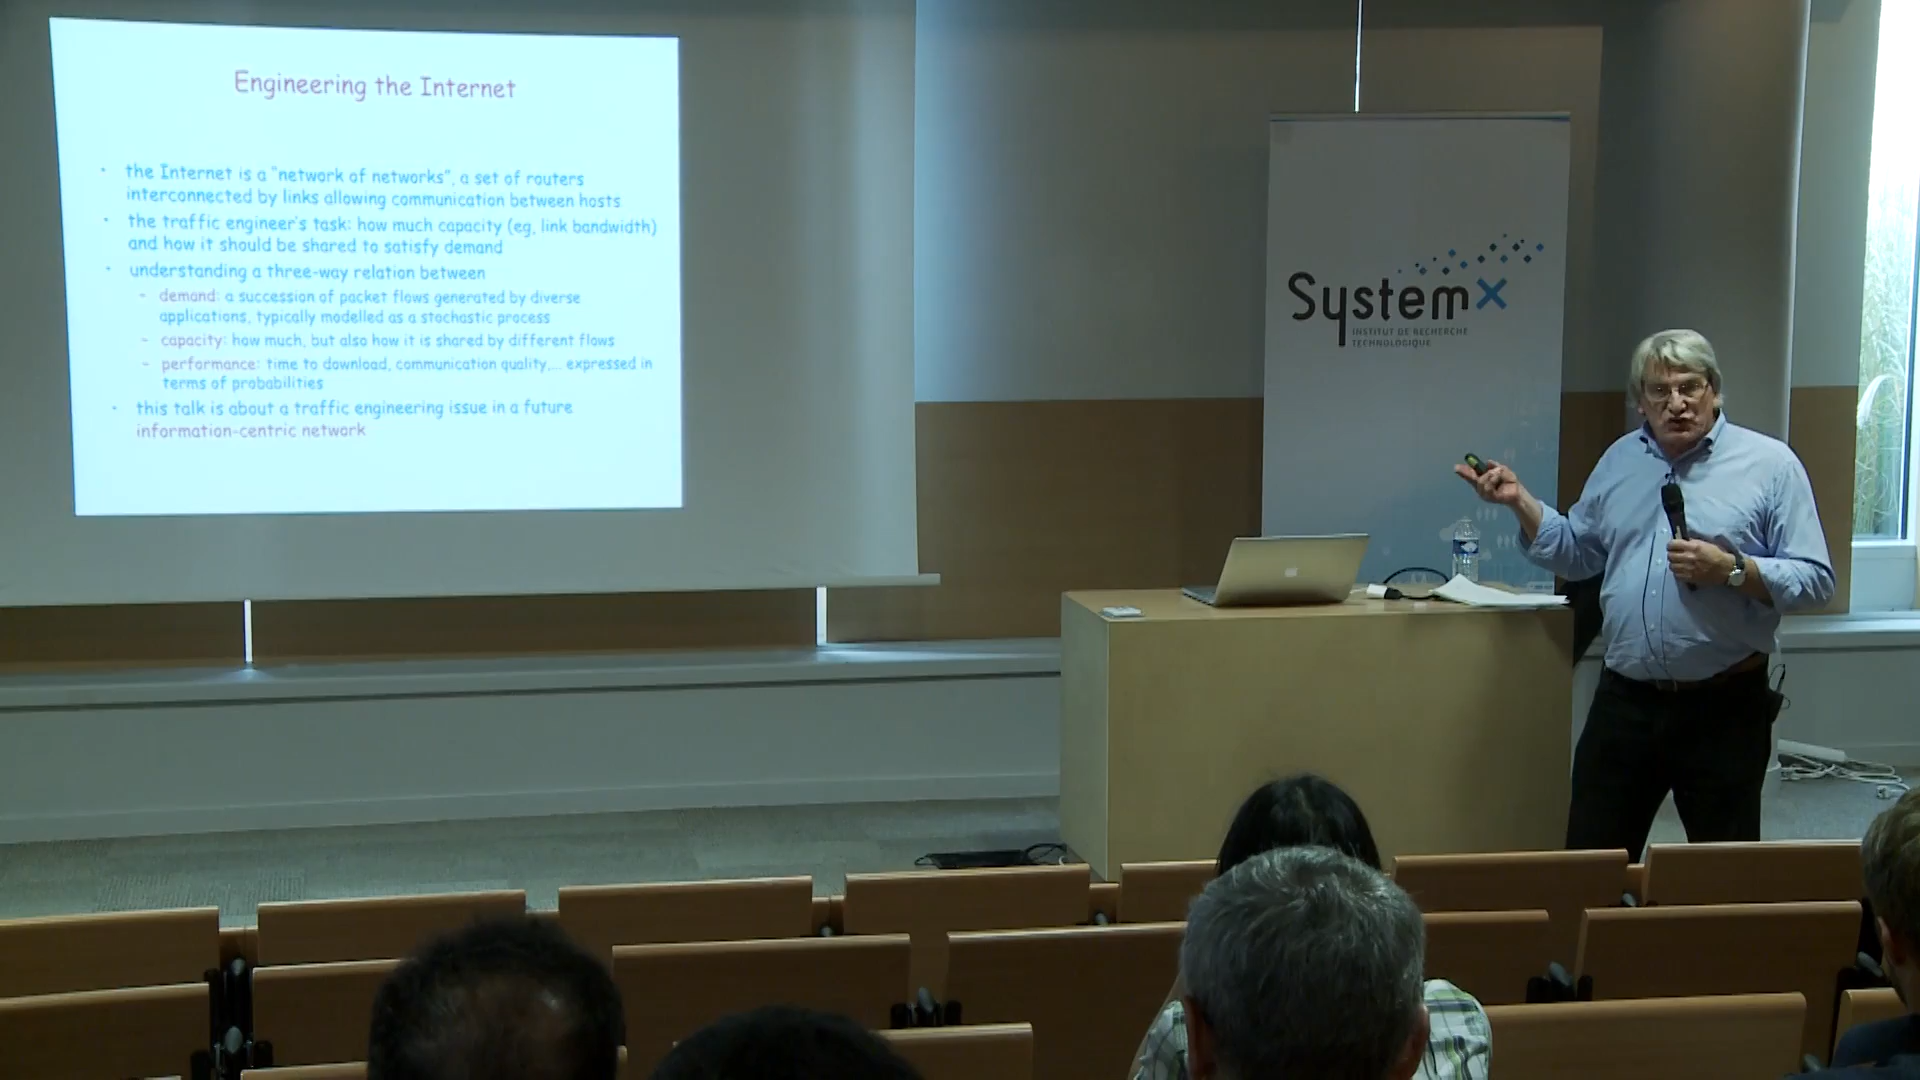 Engineering the Internet
• the Internet is a "network of networks", a set of routers
interconnected by links allowing communication between hosts
• the traffic engineer's task: how much capacity (eg, link bandwidth)
and how it should be shared to satisfy demand
• understanding a three-way relation between
- demand: a succession of packet flows generated by diverse
applications, typically modelled as a stochastic process
- capacity: how much, but also how it is shared by different flows
- performance: time to download, communication quality,... expressed in
terms of probabilities
• this talk is about a traffic engineering issue in a future
information-centric network
SystemX
INSTITUT DE RECHERCHE
TECHNOLOGIQUE